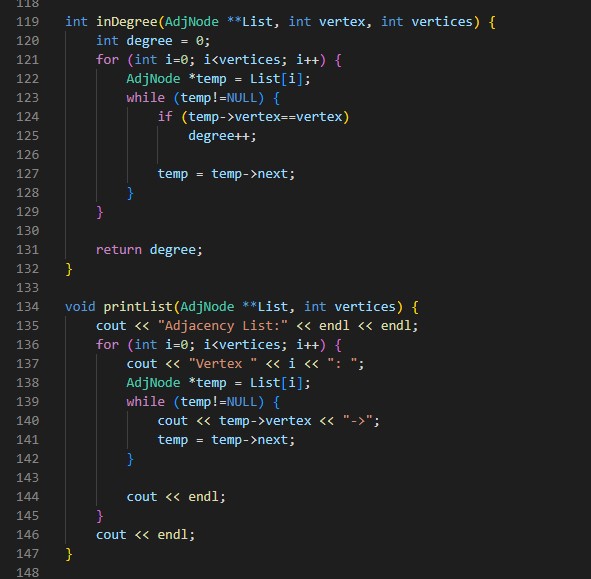 118
119 int inDegree(AdjNode **List, int vertex, int vertices) {
120     int degree = 0;
121     for (int i=0; i<vertices; i++) {
122         AdjNode *temp = List[i];
123         while (temp!=NULL) {
124             if (temp->vertex==vertex)
125                 degree++;
126
127             temp = temp->next;
128         }
129     }
130
131     return degree;
132 }
133
134 void printList(AdjNode **List, int vertices) {
135     cout << "Adjacency List:" << endl << endl;
136     for (int i=0; i<vertices; i++) {
137         cout << "Vertex " << i << ": ";
138         AdjNode *temp = List[i];
139         while (temp!=NULL) {
140             cout << temp->vertex << "->";
141             temp = temp->next;
142         }
143
144         cout << endl;
145     }
146     cout << endl;
147 }
148